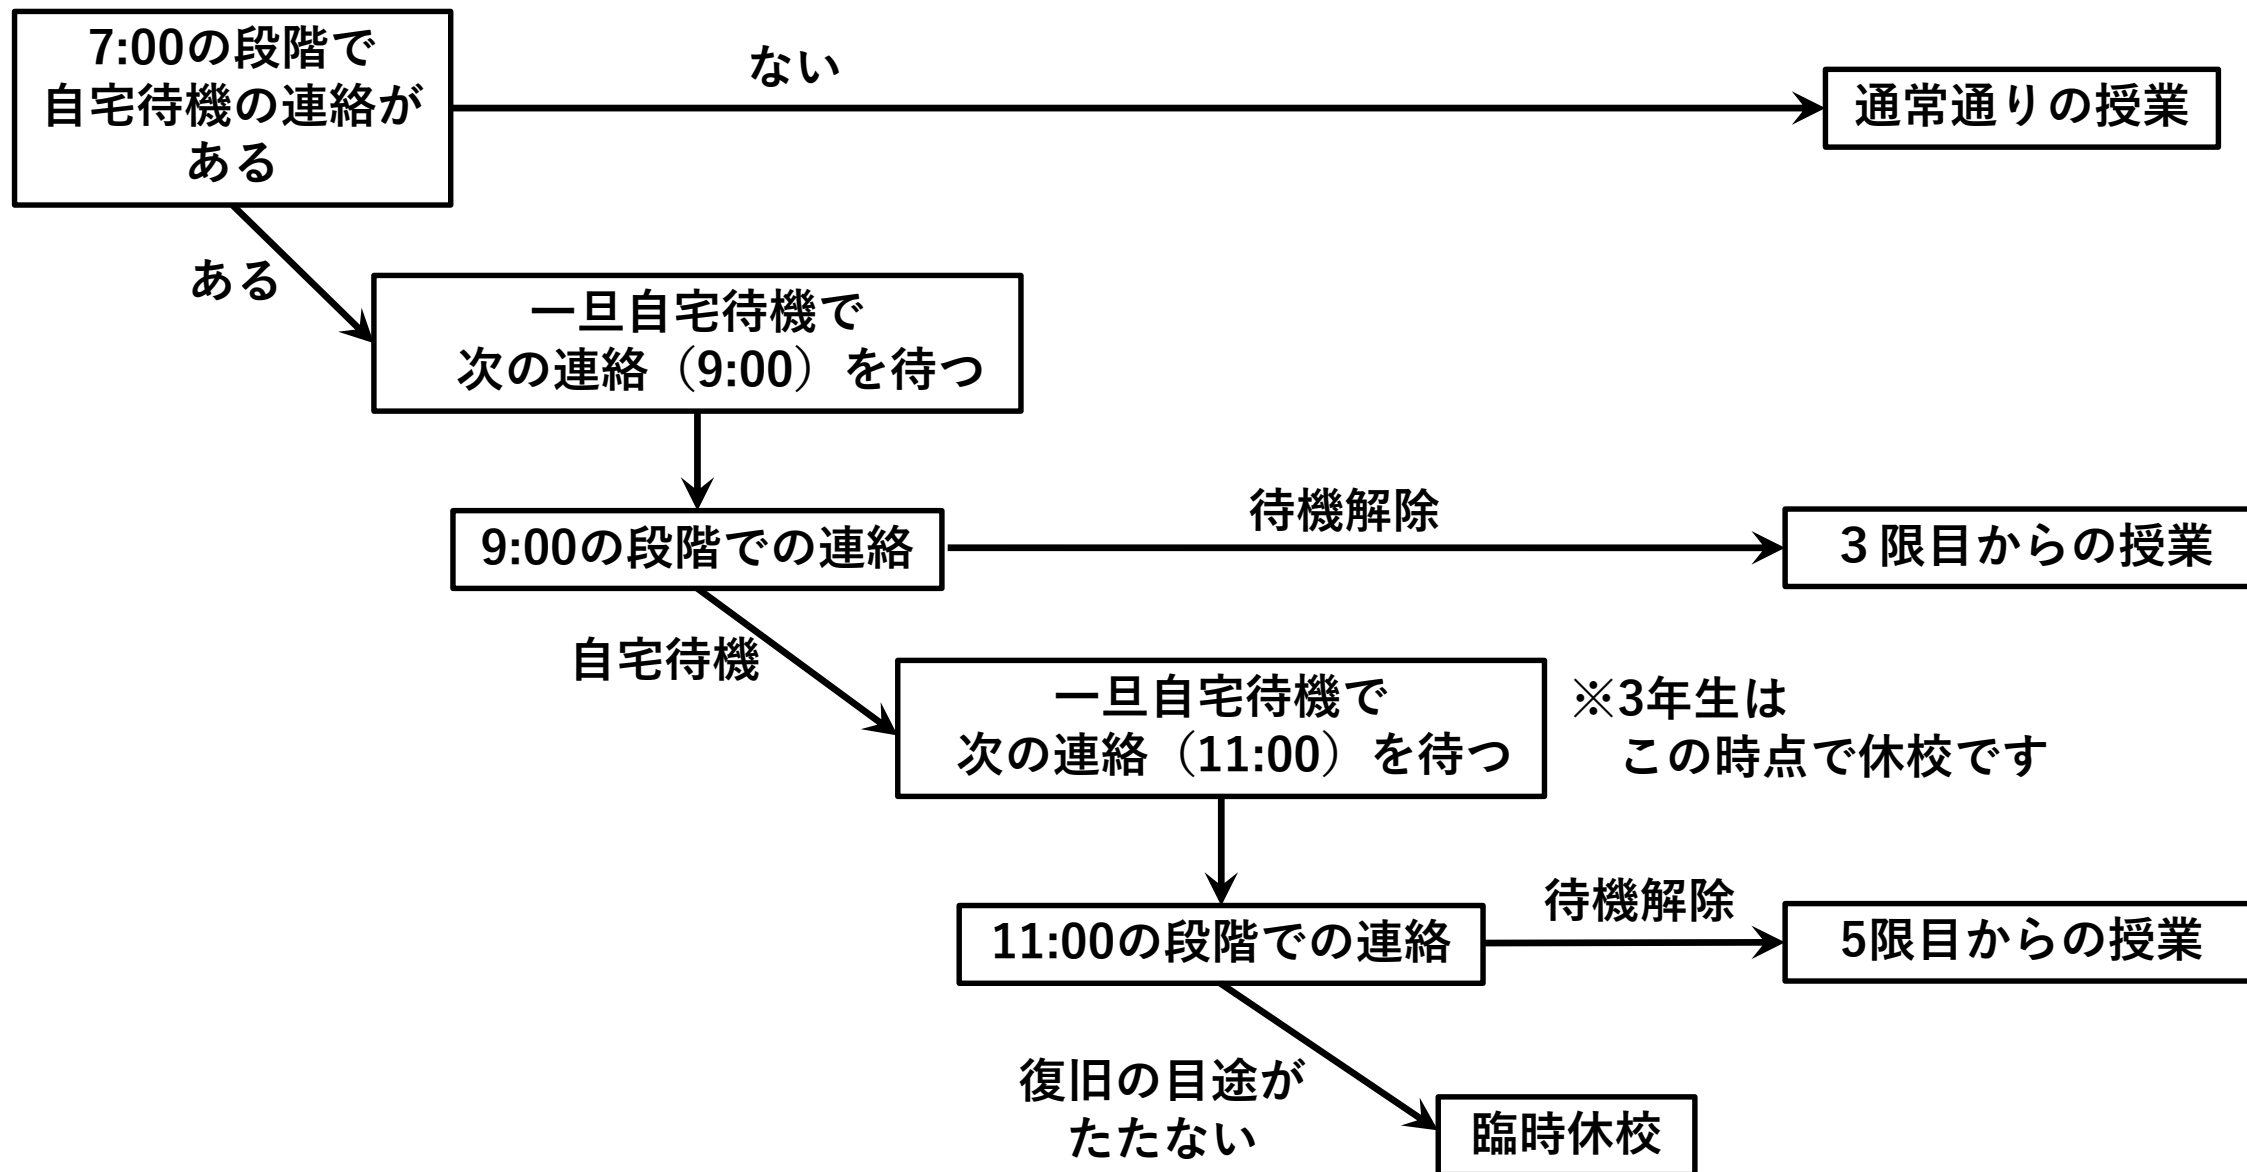 7:00の段階で
自宅待機の連絡が
ある
ない
通常通りの授業
ある
一旦自宅待機で
次の連絡（9:00）を待つ
9:00の段階での連絡
待機解除
３限目からの授業
自宅待機
一旦自宅待機で
次の連絡（11:00）を待つ
※3年生は
この時点で休校です
11:00の段階での連絡
待機解除
5限目からの授業
復旧の目途が
たたない
臨時休校